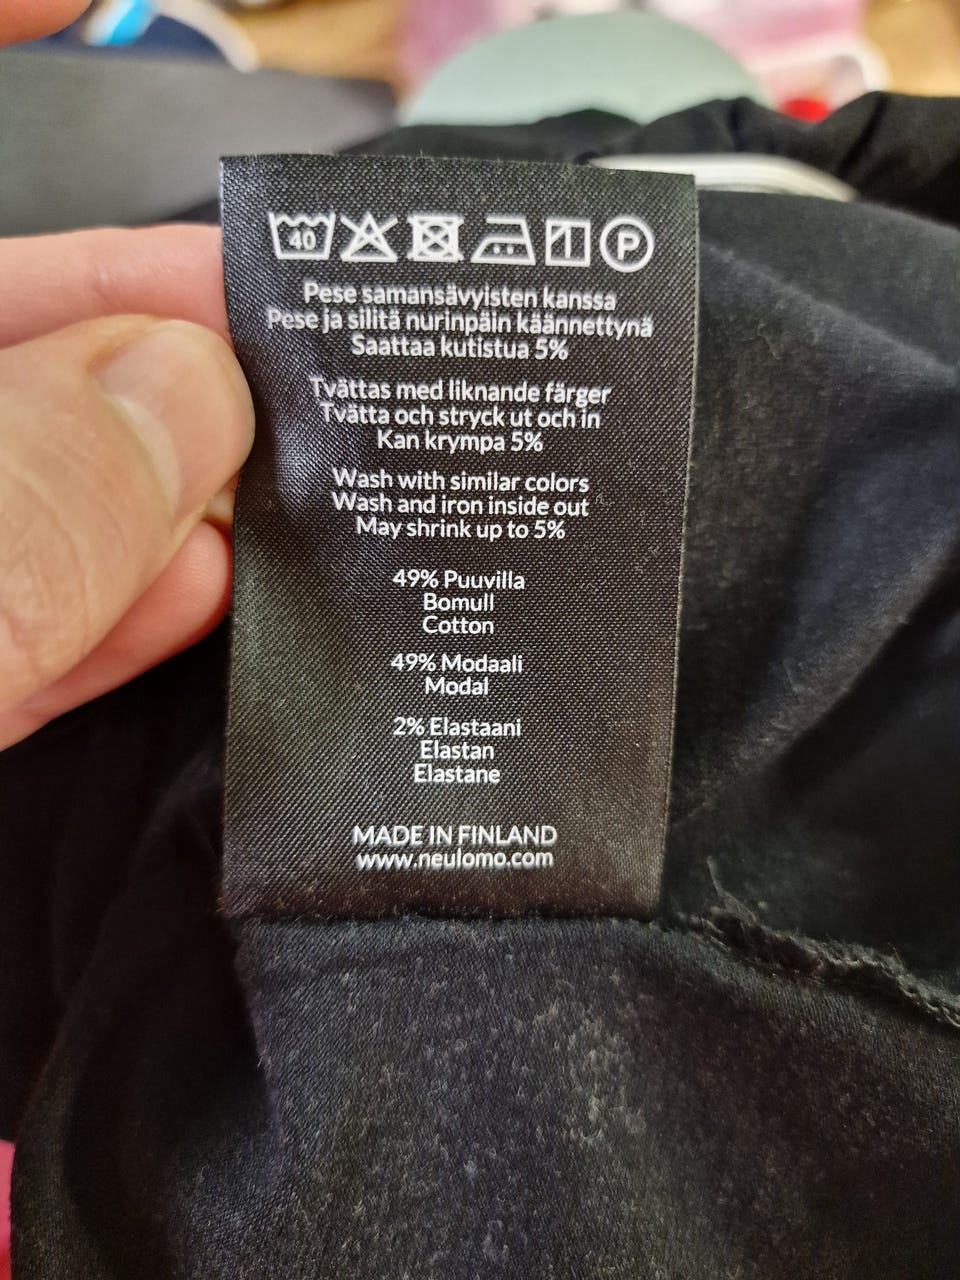 40 P
Pese samansävyisten kanssa
Pese ja silitä nurinpäin käännettynä
Saattaa kutistua 5%
Tvättas med liknande färger
Tvätta och stryck ut och in
Kan krympa 5%
Wash with similar colors
Wash and iron inside out
May shrink up to 5%
49% Puuvilla
Bomull
Cotton
49% Modaali
Modal
2% Elastaani
Elastan
Elastane
MADE IN FINLAND
www.neulomo.com